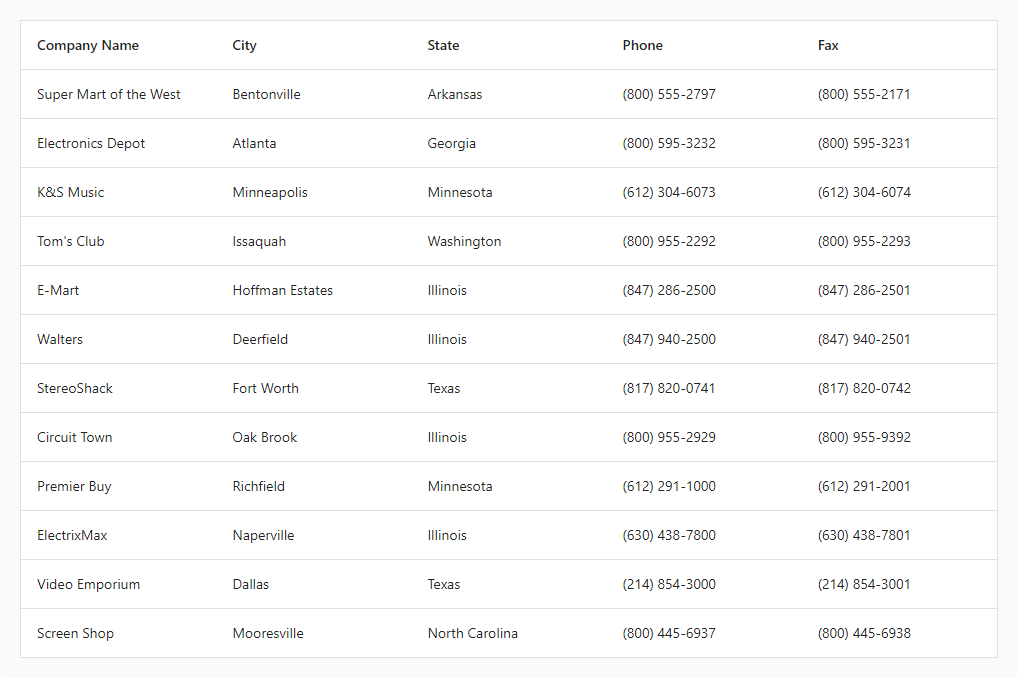 Company Name City State Phone Fax
Super Mart of the West Bentonville Arkansas (800) 555-2797 (800) 555-2171
Electronics Depot Atlanta Georgia (800) 595-3232 (800) 595-3231
K&S Music Minneapolis Minnesota (612) 304-6073 (612) 304-6074
Tom's Club Issaquah Washington (800) 955-2292 (800) 955-2293
E-Mart Hoffman Estates Illinois (847) 286-2500 (847) 286-2501
Walters Deerfield Illinois (847) 940-2500 (847) 940-2501
StereoShack Fort Worth Texas (817) 820-0741 (817) 820-0742
Circuit Town Oak Brook Illinois (800) 955-2929 (800) 955-9392
Premier Buy Richfield Minnesota (612) 291-1000 (612) 291-2001
ElectrixMax Naperville Illinois (630) 438-7800 (630) 438-7801
Video Emporium Dallas Texas (214) 854-3000 (214) 854-3001
Screen Shop Mooresville North Carolina (800) 445-6937 (800) 445-6938